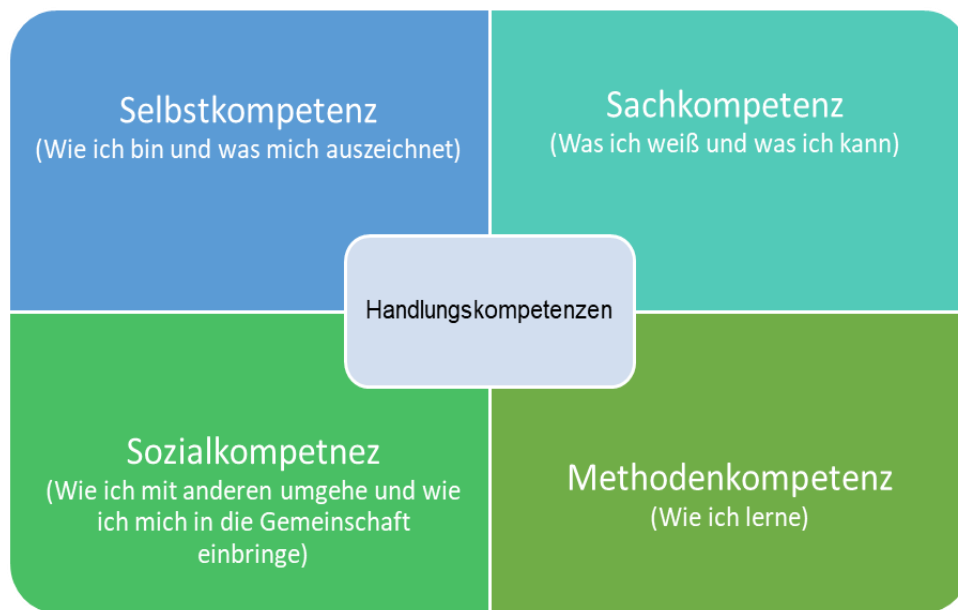 Selbstkompetenz
(Wie ich bin und was mich auszeichnet)
Sachkompetenz
(Was ich weiß und was ich kann)
Handlungskompetenzen
Sozialkompetnez
(Wie ich mit anderen umgehe und wie
ich mich in die Gemeinschaft
einbringe)
Methodenkompetenz
(Wie ich lerne)